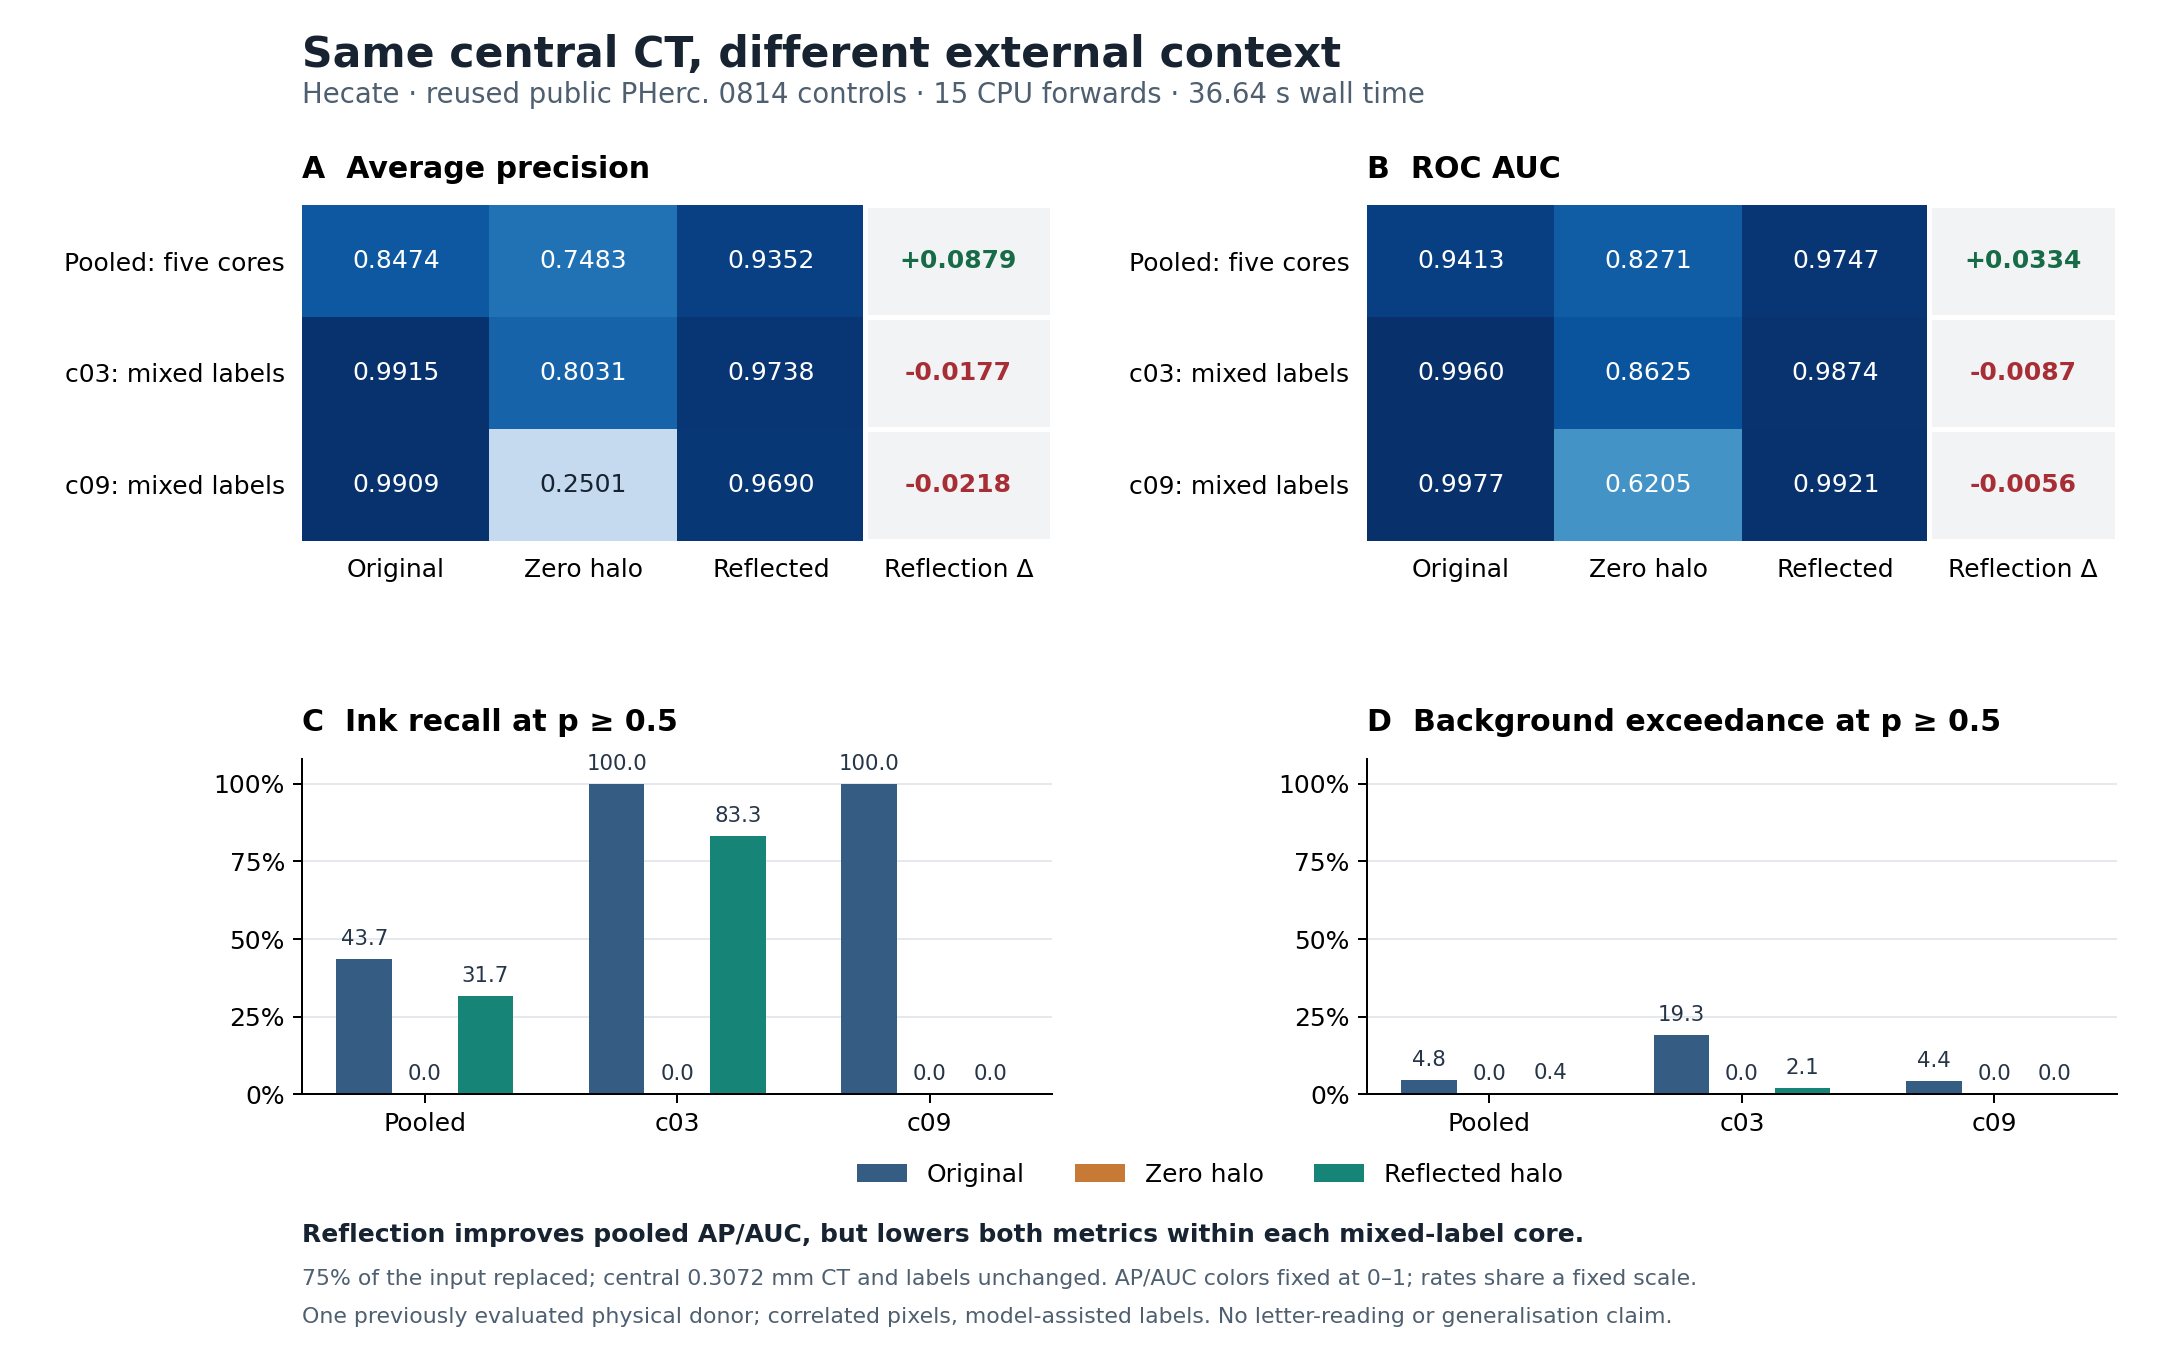 Same central CT, different external context
Hecate · reused public PHerc. 0814 controls · 15 CPU forwards · 36.64 s wall time
A Average precision
Pooled: five cores 0.8474 0.7483 0.9352 +0.0879
c03: mixed labels 0.9915 0.8031 0.9738 -0.0177
c09: mixed labels 0.9909 0.2501 0.9690 -0.0218
Original Zero halo Reflected Reflection Δ
B ROC AUC
Pooled: five cores 0.9413 0.8271 0.9747 +0.0334
c03: mixed labels 0.9960 0.8625 0.9874 -0.0087
c09: mixed labels 0.9977 0.6205 0.9921 -0.0056
Original Zero halo Reflected Reflection Δ
C Ink recall at p ≥ 0.5
100.0 100.0
100%
83.3
75%
50%
43.7
31.7
25%
0.0 0.0 0.0 0.0
0%
Pooled c03 c09
D Background exceedance at p ≥ 0.5
100%
75%
50%
25%
19.3
4.8 0.0 0.4 0.0 2.1 4.4 0.0 0.0
0%
Pooled c03 c09
Original Zero halo Reflected halo
Reflection improves pooled AP/AUC, but lowers both metrics within each mixed-label core.
75% of the input replaced; central 0.3072 mm CT and labels unchanged. AP/AUC colors fixed at 0–1; rates share a fixed scale.
One previously evaluated physical donor; correlated pixels, model-assisted labels. No letter-reading or generalisation claim.